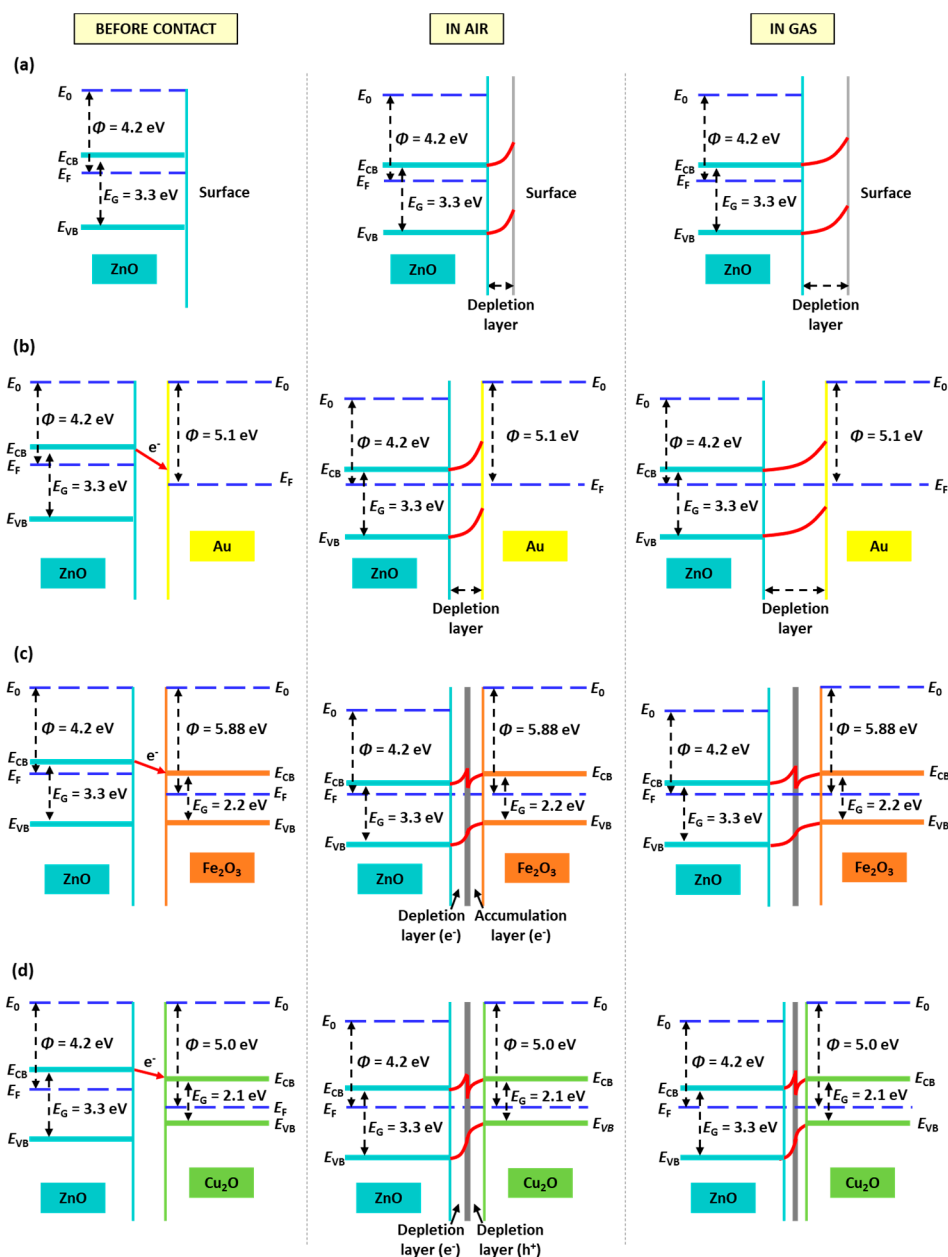 BEFORE CONTACT
IN AIR
IN GAS
(a)
E0
Φ = 4.2 eV
ECB
EF
EG = 3.3 eV
EVB
Surface
ZnO
E0
Φ = 4.2 eV
ECB
EF
EG = 3.3 eV
EVB
Surface
ZnO
Depletion
layer
E0
Φ = 4.2 eV
ECB
EF
EG = 3.3 eV
EVB
Surface
ZnO
Depletion
layer
(b)
E0
Φ = 4.2 eV
ECB
EF
EG = 3.3 eV
EVB
ZnO
e-
E0
Φ = 5.1 eV
EF
Au
E0
Φ = 4.2 eV
ECB
EF
EG = 3.3 eV
EVB
ZnO
E0
Φ = 5.1 eV
EF
Au
Depletion
layer
E0
Φ = 4.2 eV
ECB
EF
EG = 3.3 eV
EVB
ZnO
E0
Φ = 5.1 eV
EF
Au
Depletion
layer
(c)
E0
Φ = 4.2 eV
ECB
EF
EG = 3.3 eV
EVB
ZnO
e-
E0
Φ = 5.88 eV
ECB
EF
EG = 2.2 eV
EVB
Fe2O3
E0
Φ = 4.2 eV
ECB
EF
EG = 3.3 eV
EVB
ZnO
E0
Φ = 5.88 eV
ECB
EF
EG = 2.2 eV
EVB
Fe2O3
Depletion
layer (e-)
Accumulation
layer (e-)
E0
Φ = 4.2 eV
ECB
EF
EG = 3.3 eV
EVB
ZnO
E0
Φ = 5.88 eV
ECB
EF
EG = 2.2 eV
EVB
Fe2O3
(d)
E0
Φ = 4.2 eV
ECB
EF
EG = 3.3 eV
EVB
ZnO
e-
E0
Φ = 5.0 eV
ECB
EG = 2.1 eV
EF
EVB
Cu2O
E0
Φ = 4.2 eV
ECB
EF
EG = 3.3 eV
EVB
ZnO
E0
Φ = 5.0 eV
ECB
EG = 2.1 eV
EF
EVB
Cu2O
Depletion
layer (e-)
Depletion
layer (h+)
E0
Φ = 4.2 eV
ECB
EF
EG = 3.3 eV
EVB
ZnO
E0
Φ = 5.0 eV
ECB
EG = 2.1 eV
EF
EVB
Cu2O